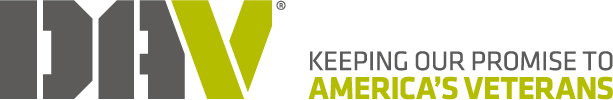 DAV®
KEEPING OUR PROMISE TO
AMERICA'S VETERANS